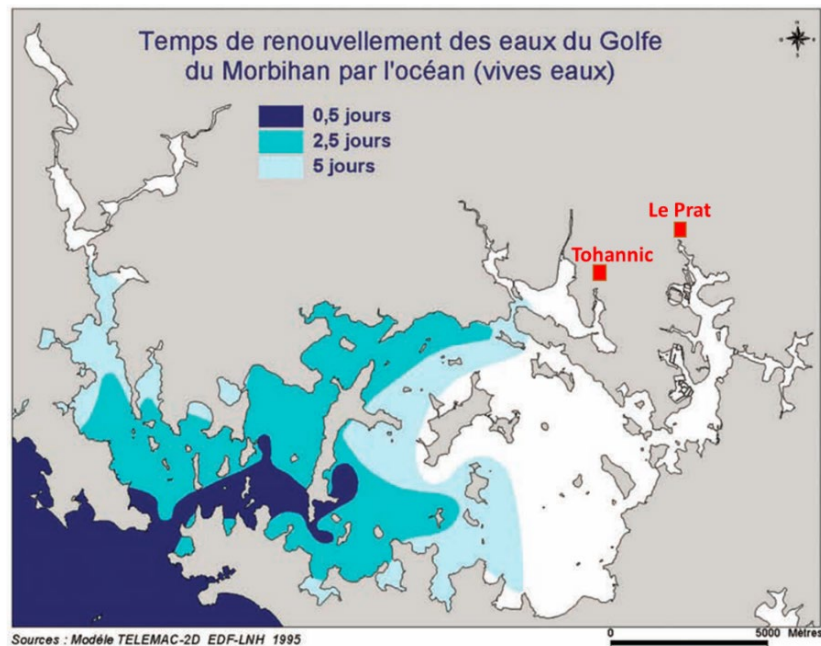 Temps de renouvellement des eaux du Golfe
du Morbihan par l'océan (vives eaux)
0,5 jours
2,5 jours
5 jours
Le Prat
Tohannic
Sources : Modéle TELEMAC-2D EDF-LNH 1995
0 5000 Mètres